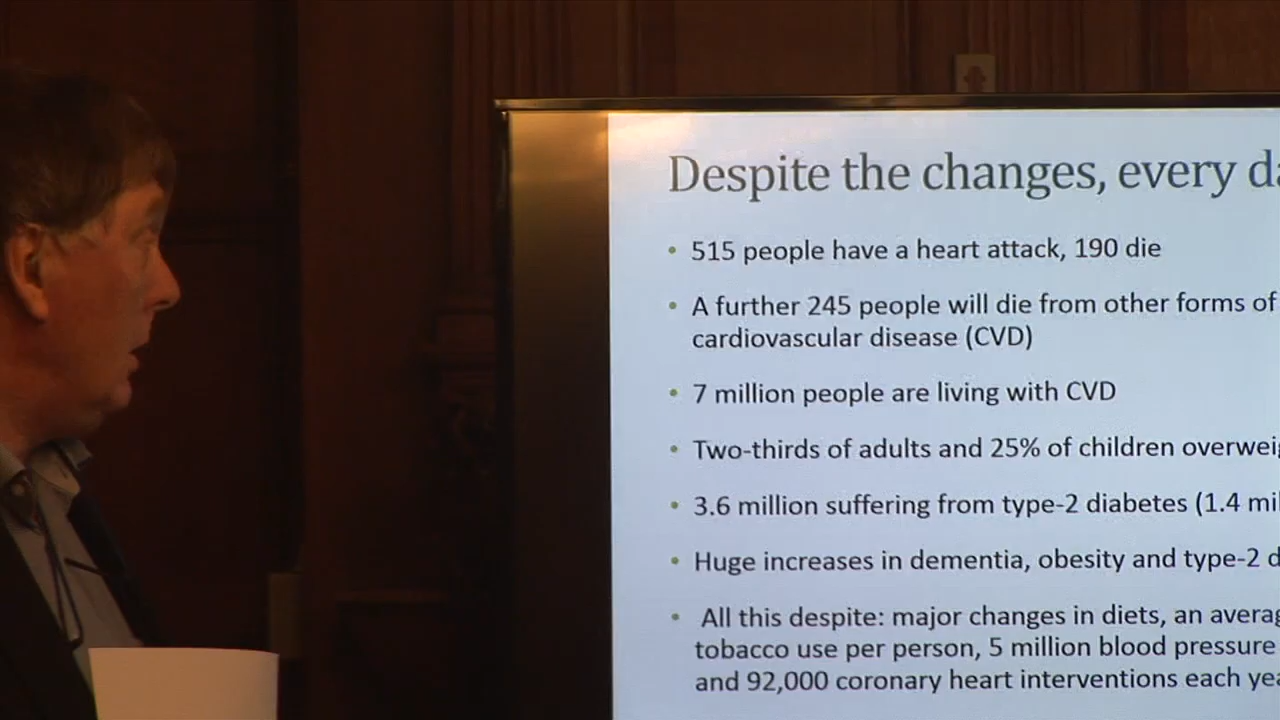 Despite the changes, every
• 515 people have a heart attack, 190 die
• A further 245 people will die from other forms of
cardiovascular disease (CVD)
• 7 million people are living with CVD
• Two-thirds of adults and 25% of children
• 3.6 million suffering from type-2 diabetes (1.4
• Huge increases in dementia, obesity and type-2
• All this despite: major changes in diets, an
tobacco use per person, 5 million blood pressure
and 92,000 coronary heart interventions each